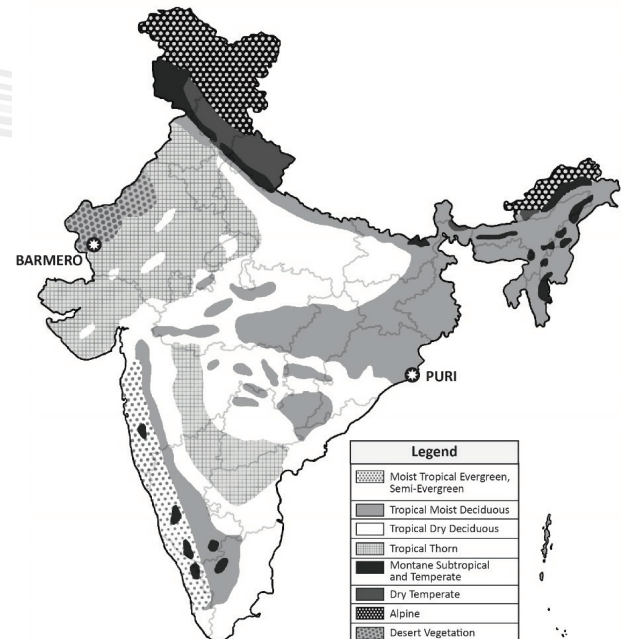 BARMERO
PURI
Legend
Moist Tropical Evergreen,
Semi-Evergreen
Tropical Moist Deciduous
Tropical Dry Deciduous
Tropical Thorn
Montane Subtropical
and Temperate
Dry Temperate
Alpine
Desert Vegetation